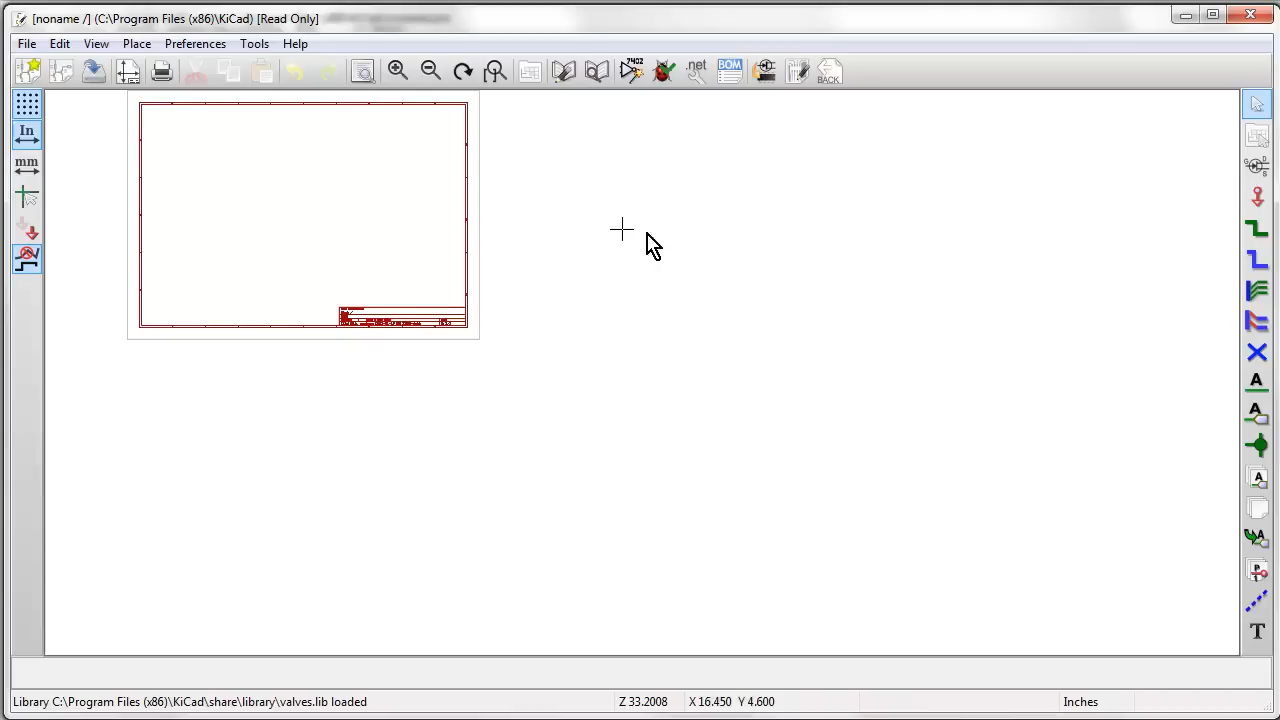 [noname /] (C:\Program Files (x86)\KiCad) [Read Only]
File Edit View Place Preferences Tools Help
7402
.net
BOM
BACK
In
mm
G D
S
A
A
A
A
P
1
T
Library C:\Program Files (x86)\KiCad\share\library\valves.lib loaded
Z 33.2008
X 16.450 Y 4.600
Inches